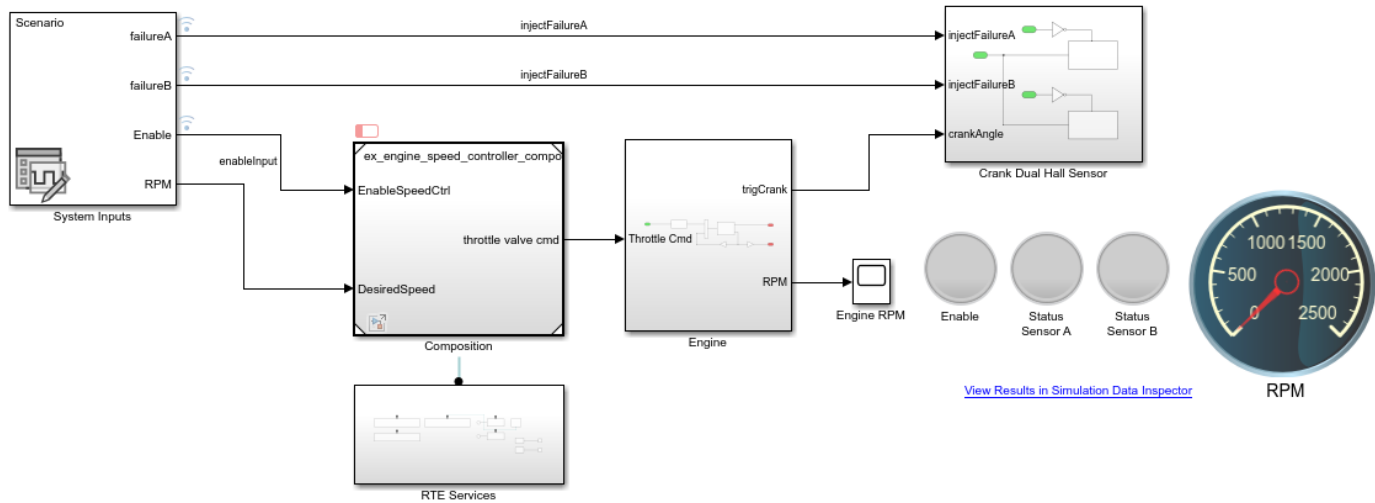 Scenario
failureA
failureB
Enable
RPM
System Inputs
injectFailureA
injectFailureB
enableInput
ex_engine_speed_controller_compo
EnableSpeedCtrl
throttle valve cmd
DesiredSpeed
Composition
RTE Services
trigCrank
Throttle Cmd
RPM
Engine
Engine RPM
injectFailureA
injectFailureB
crankAngle
Crank Dual Hall Sensor
Enable
Status
Sensor A
Status
Sensor B
View Results in Simulation Data Inspector
0
500
1000
1500
2000
2500
RPM